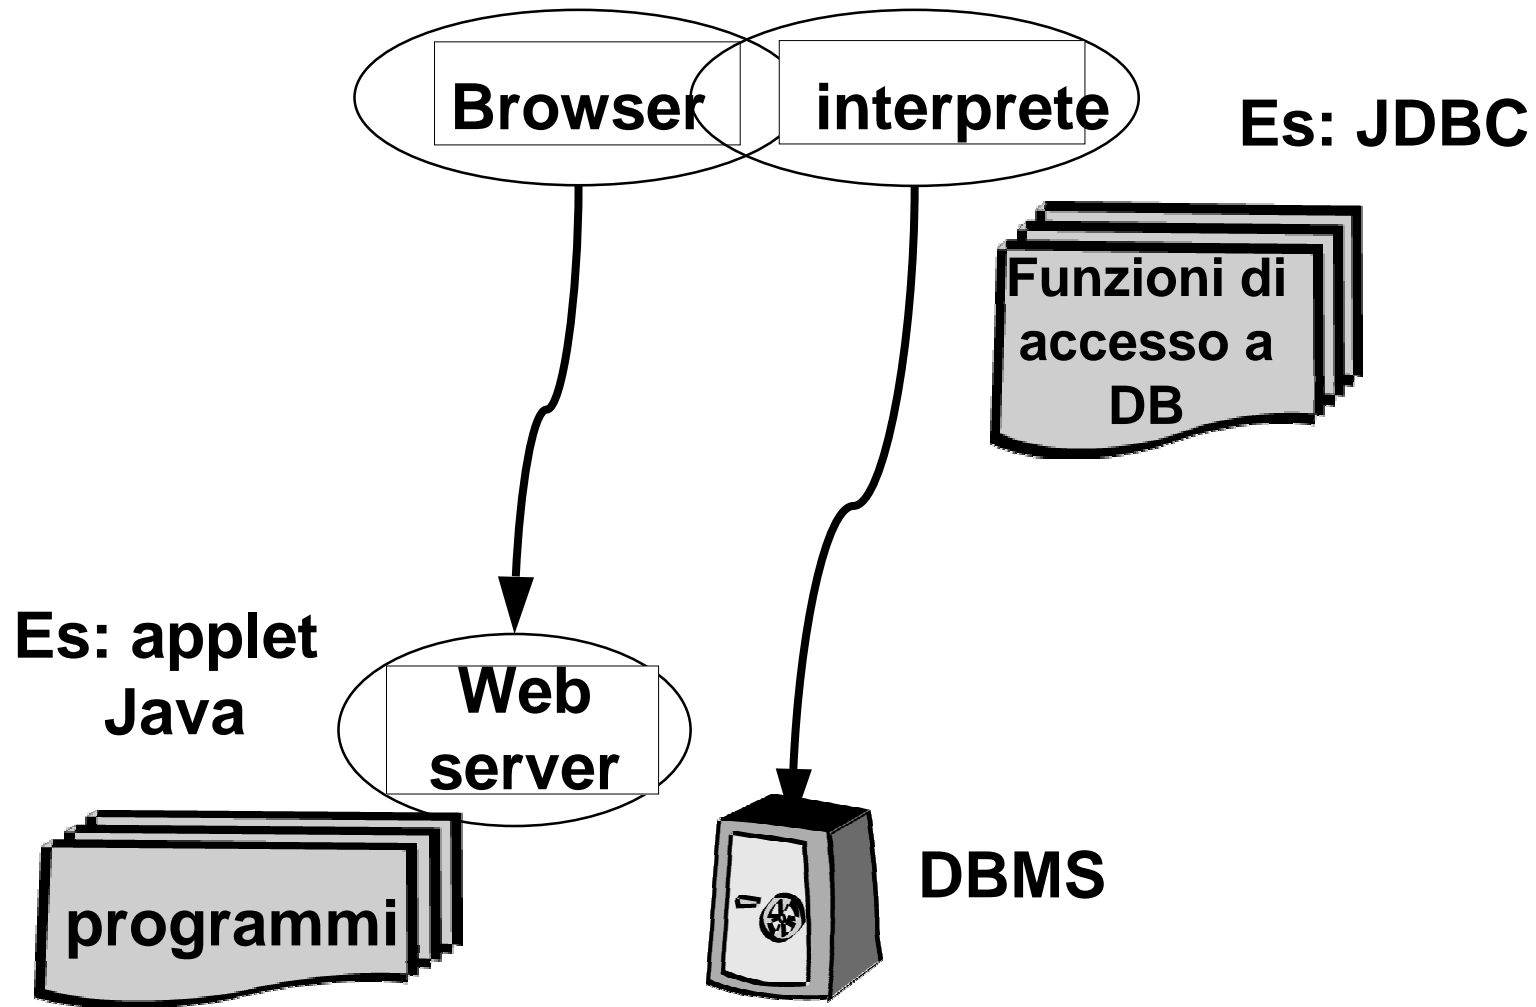 Browser
interprete
Es: JDBC
Funzioni di
accesso a
DB
Es: applet
Java
Web
server
programmi
DBMS